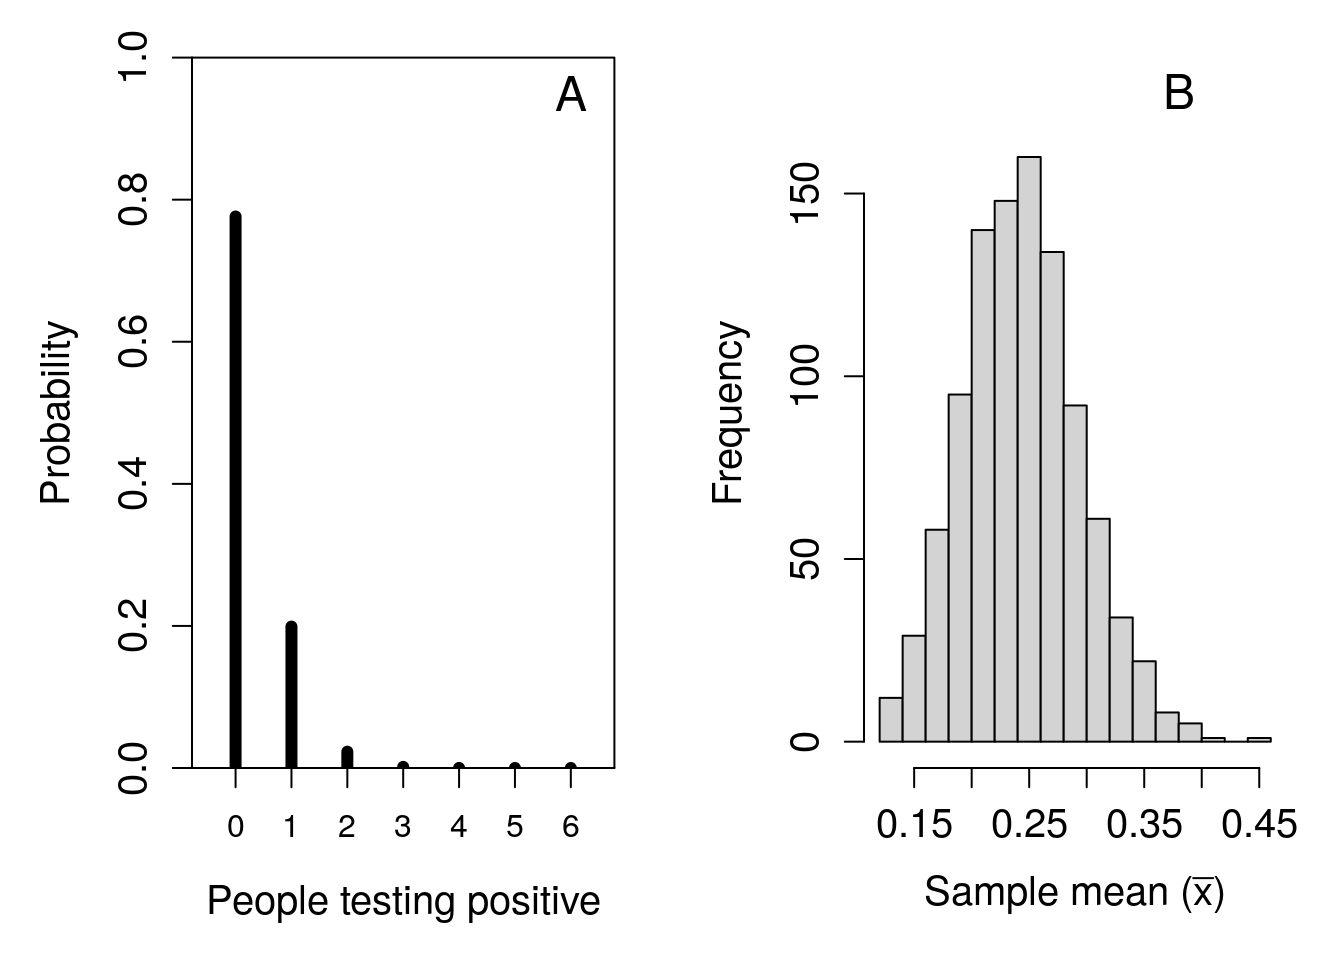 A
Probability
1.0
0.8
0.6
0.4
0.2
0.0
0 1 2 3 4 5 6
People testing positive
B
Frequency
150
100
50
0
0.15 0.25 0.35 0.45
Sample mean (x̅)